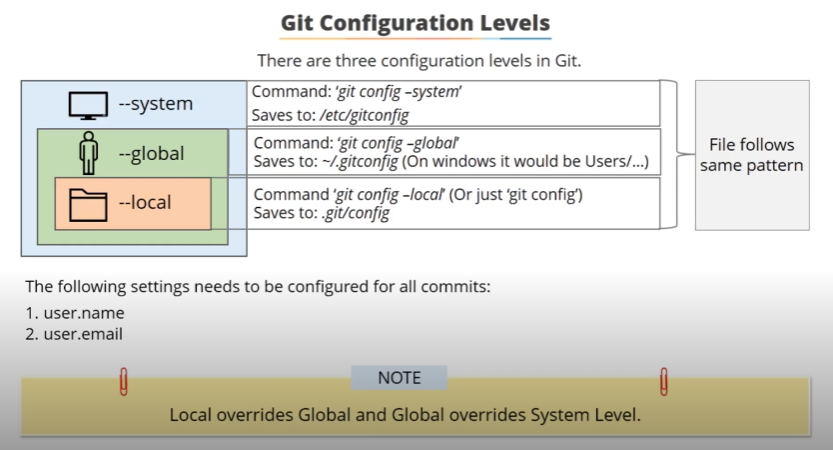 Git Configuration Levels
There are three configuration levels in Git.
--system
Command: ‘git config –system’
Saves to: /etc/gitconfig
--global
Command: ‘git config –global’
Saves to: ~/.gitconfig (On windows it would be Users/...)
--local
Command ‘git config –local’ (Or just ‘git config’)
Saves to: .git/config
File follows
same pattern
The following settings needs to be configured for all commits:
1. user.name
2. user.email
NOTE
Local overrides Global and Global overrides System Level.